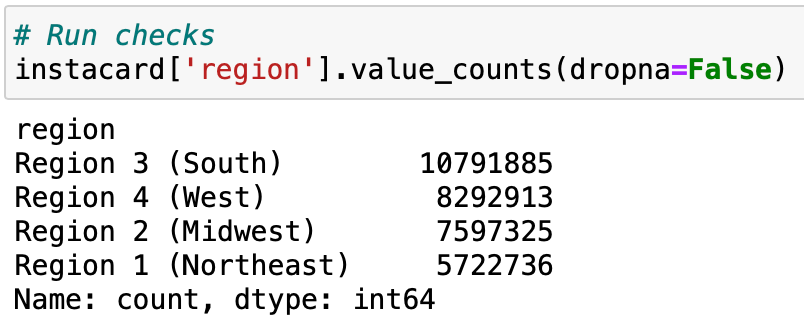 # Run checks
instacard['region'].value_counts(dropna=False)
region
Region 3 (South)        10791885
Region 4 (West)          8292913
Region 2 (Midwest)       7597325
Region 1 (Northeast)     5722736
Name: count, dtype: int64